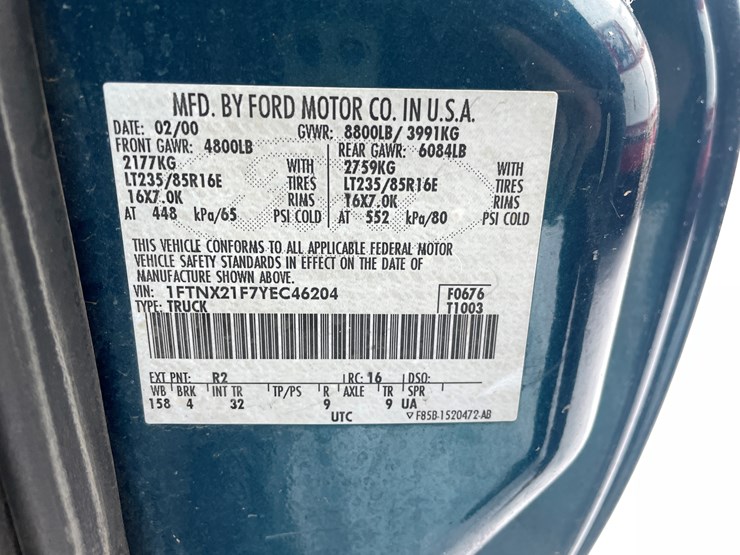 MFD. BY FORD MOTOR CO. IN U.S.A.
DATE: 02/00 GVWR: 8800LB/ 3991KG
FRONT GAWR: 4800LB REAR GAWR: 6084LB
2177KG WITH 2759KG WITH
LT235/85R16E TIRES LT235/85R16E TIRES
16X7.0K RIMS 16X7.0K RIMS
AT 448 kPa/65 PSI COLD AT 552 kPa/80 PSI COLD
THIS VEHICLE CONFORMS TO ALL APPLICABLE FEDERAL MOTOR
VEHICLE SAFETY STANDARDS IN EFFECT ON THE DATE OF
MANUFACTURE SHOWN ABOVE.
VIN: 1FTNX21F7YEC46204 F0676
TYPE: TRUCK T1003
EXT PNT: R2 RC: 16 DSO:
WB BRK INT TR TP/PS R AXLE TR SPR
158 4 32 9 9 UA
UTC ▽ F85B-1520472-AB